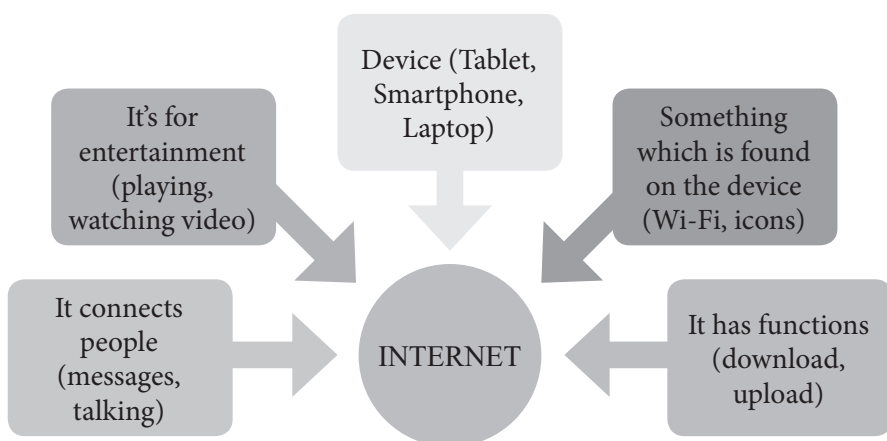 Device (Tablet,
Smartphone,
Laptop)
It's for
entertainment
(playing,
watching video)
Something
which is found
on the device
(Wi-Fi, icons)
It connects
people
(messages,
talking)
INTERNET
It has functions
(download,
upload)